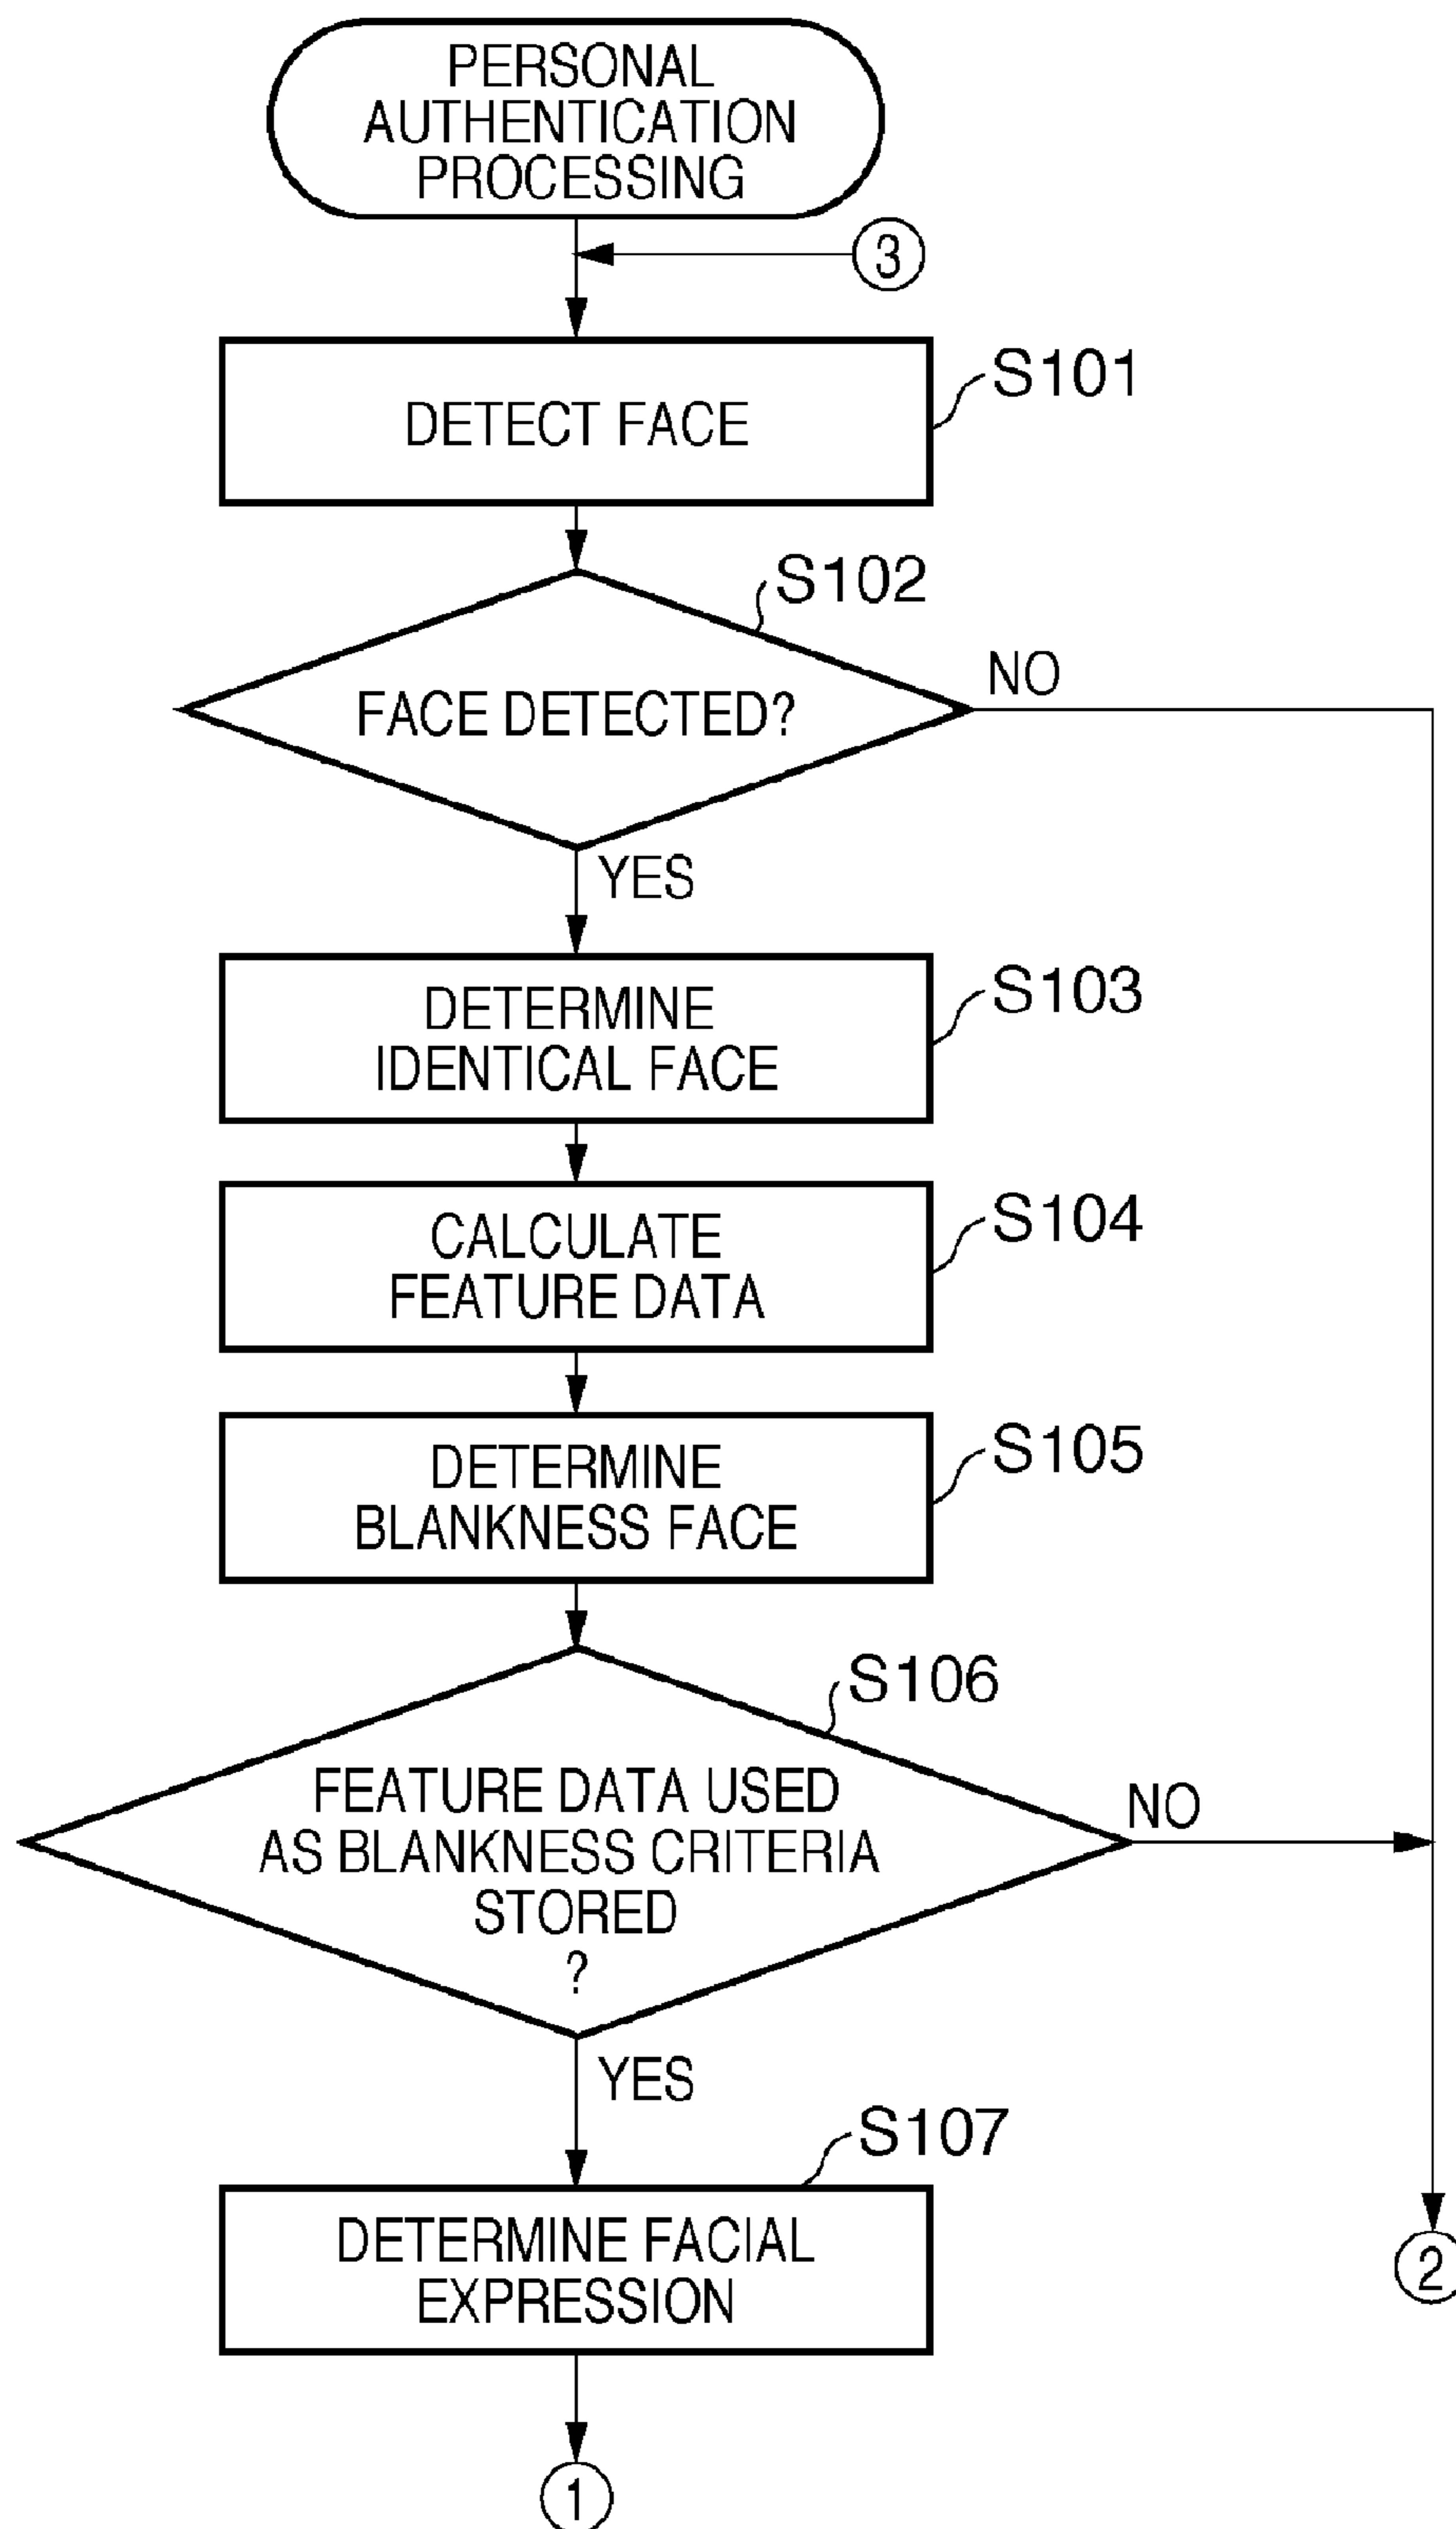 PERSONAL
AUTHENTICATION
PROCESSING
3
S101
DETECT FACE
S102
FACE DETECTED?
NO
YES
S103
DETERMINE
IDENTICAL FACE
S104
CALCULATE
FEATURE DATA
S105
DETERMINE
BLANKNESS FACE
S106
FEATURE DATA USED
AS BLANKNESS CRITERIA
STORED
?
NO
YES
S107
DETERMINE FACIAL
EXPRESSION
2
1